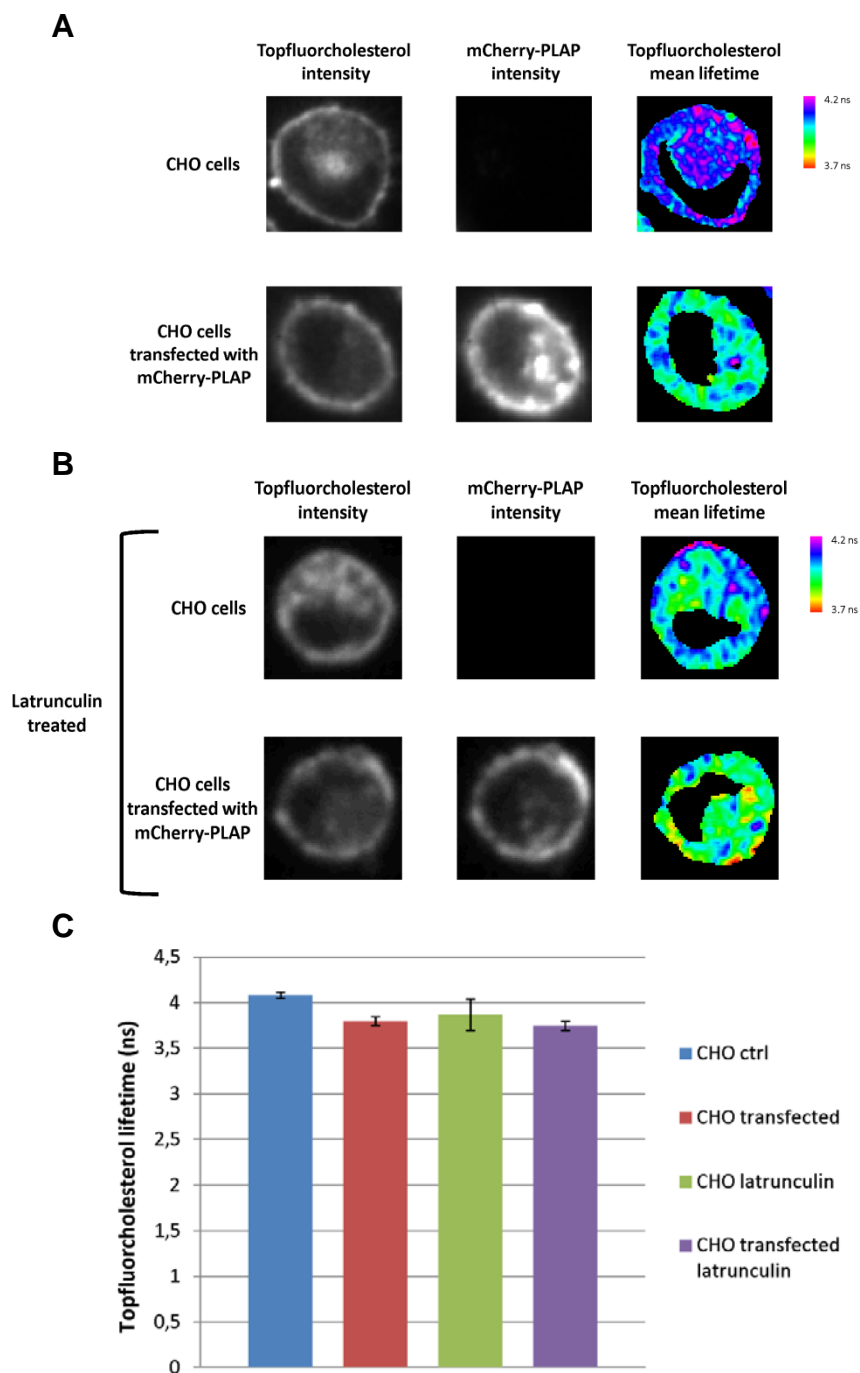 A
Topfluorcholesterol
intensity
mCherry-PLAP
intensity
Topfluorcholesterol
mean lifetime
CHO cells
4.2 ns
3.7 ns
CHO cells
transfected with
mCherry-PLAP
B
Topfluorcholesterol
intensity
mCherry-PLAP
intensity
Topfluorcholesterol
mean lifetime
Latrunculin
treated
CHO cells
4.2 ns
3.7 ns
CHO cells
transfected with
mCherry-PLAP
C
Topfluorcholesterol lifetime (ns)
4,5
4
3,5
3
2,5
2
1,5
1
0,5
0
CHO ctrl
CHO transfected
CHO latrunculin
CHO transfected
latrunculin